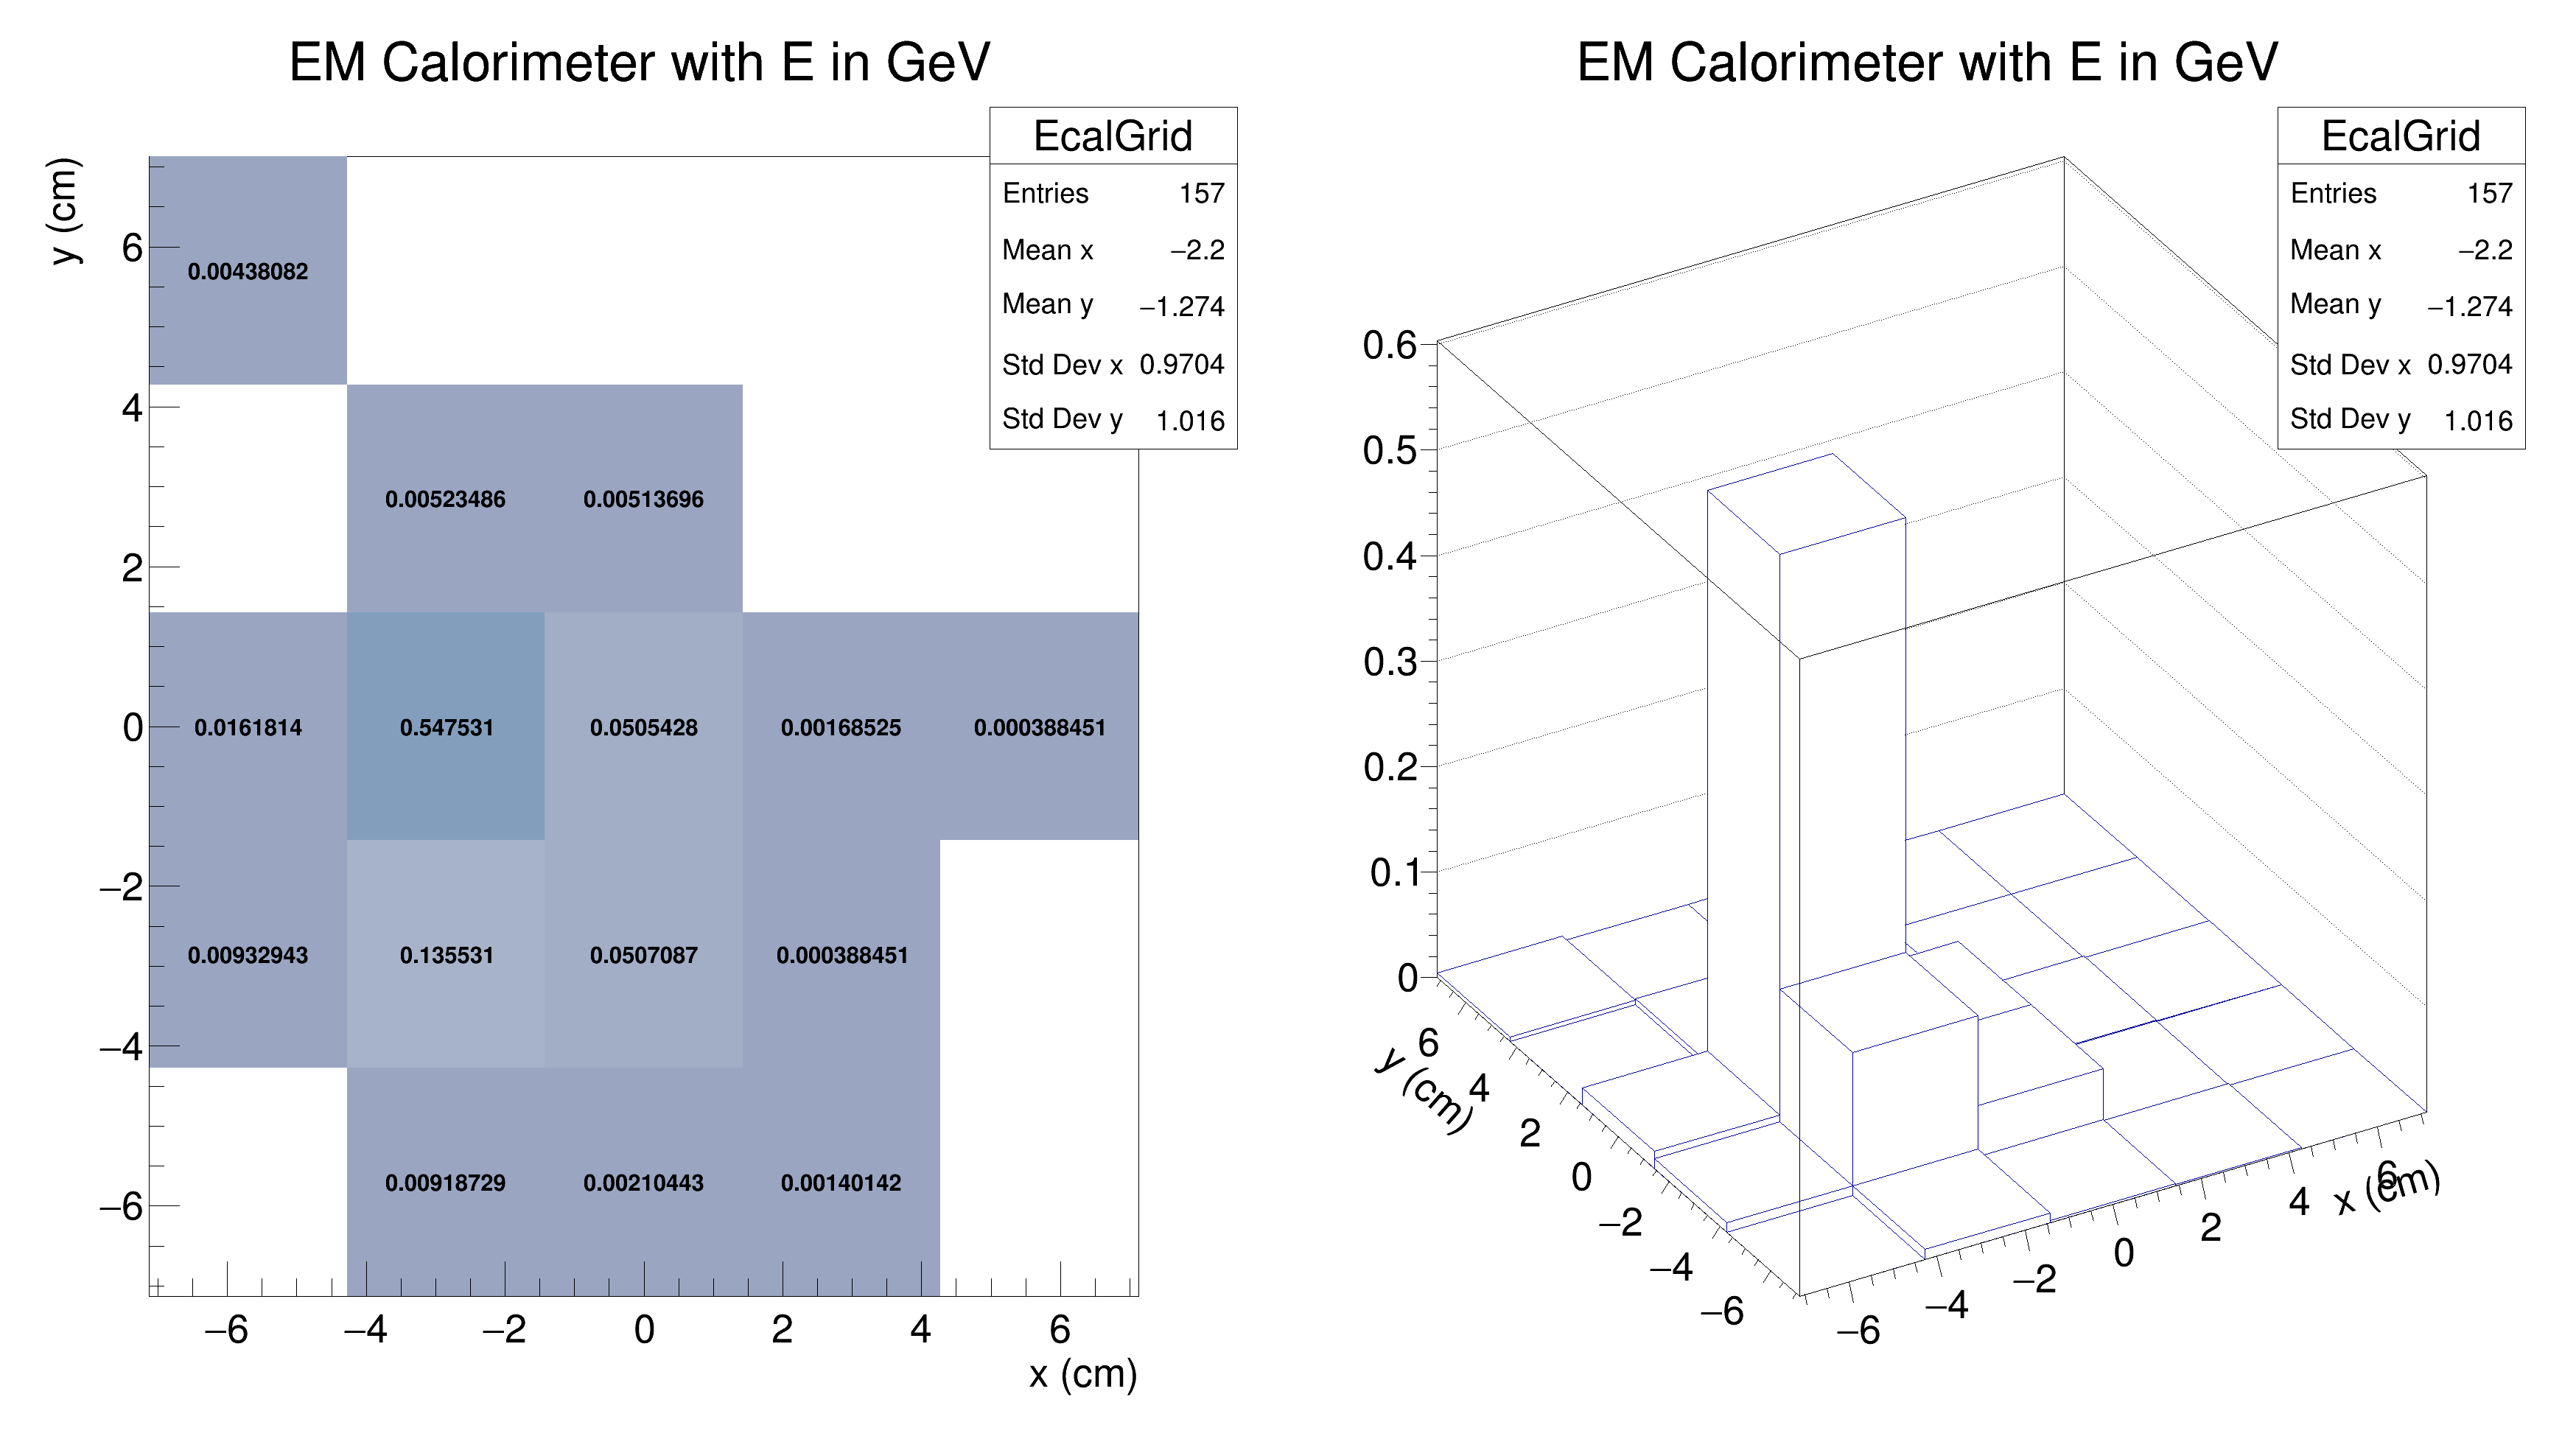 EM Calorimeter with E in GeV
EcalGrid
Entries 157
Mean x −2.2
Mean y −1.274
Std Dev x 0.9704
Std Dev y 1.016
y (cm)
6
4
2
0
−2
−4
−6
0.00438082
0.00523486 0.00513696
0.0161814 0.547531 0.0505428 0.00168525 0.000388451
0.00932943 0.135531 0.0507087 0.000388451
0.00918729 0.00210443 0.00140142
−6 −4 −2 0 2 4 6
x (cm)
EM Calorimeter with E in GeV
EcalGrid
Entries 157
Mean x −2.2
Mean y −1.274
Std Dev x 0.9704
Std Dev y 1.016
0.6
0.5
0.4
0.3
0.2
0.1
0
y (cm)
6
4
2
0
−2
−4
−6
−6 −4 −2 0 2 4 6
x (cm)